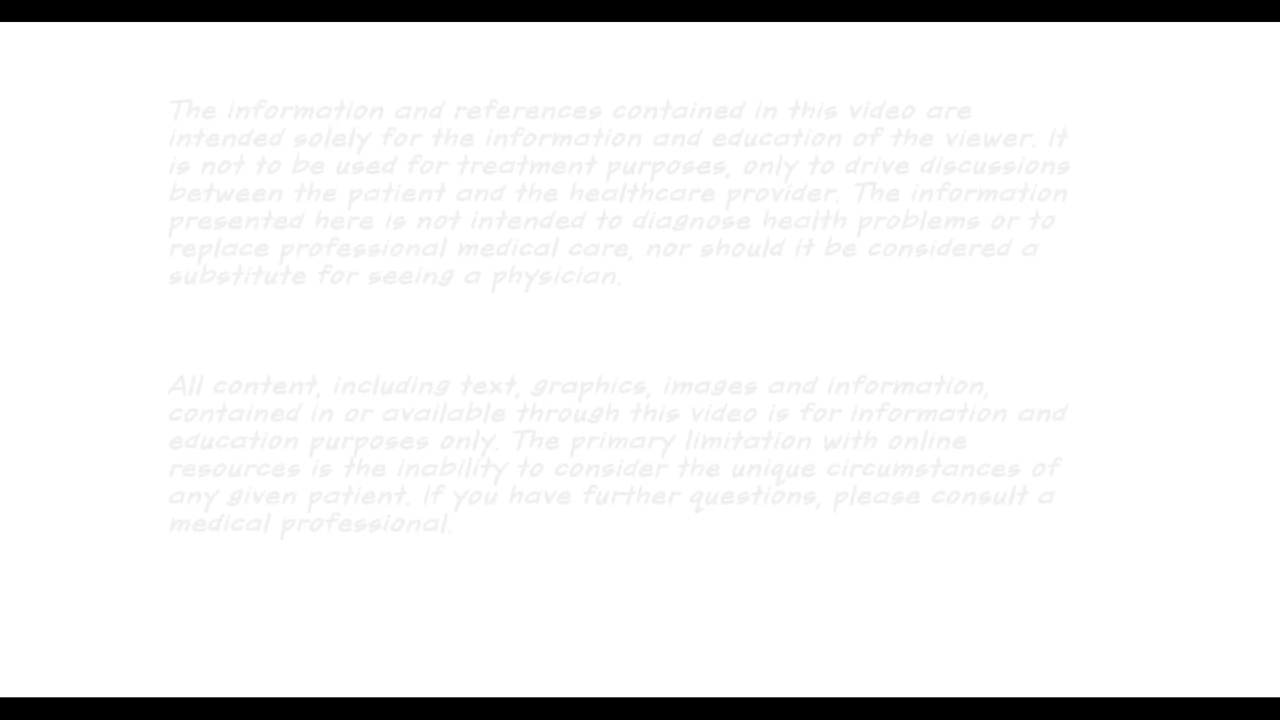 The information and references contained in this video are
intended solely for the information and education of the viewer. It
is not to be used for treatment purposes, only to drive discussions
between the patient and the healthcare provider. The information
presented here is not intended to diagnose health problems or to
replace professional medical care, nor should it be considered a
substitute for seeing a physician.
All content, including text, graphics, images and information,
contained in or available through this video is for information and
education purposes only. The primary limitation with online
resources is the inability to consider the unique circumstances of
any given patient. If you have further questions, please consult a
medical professional.